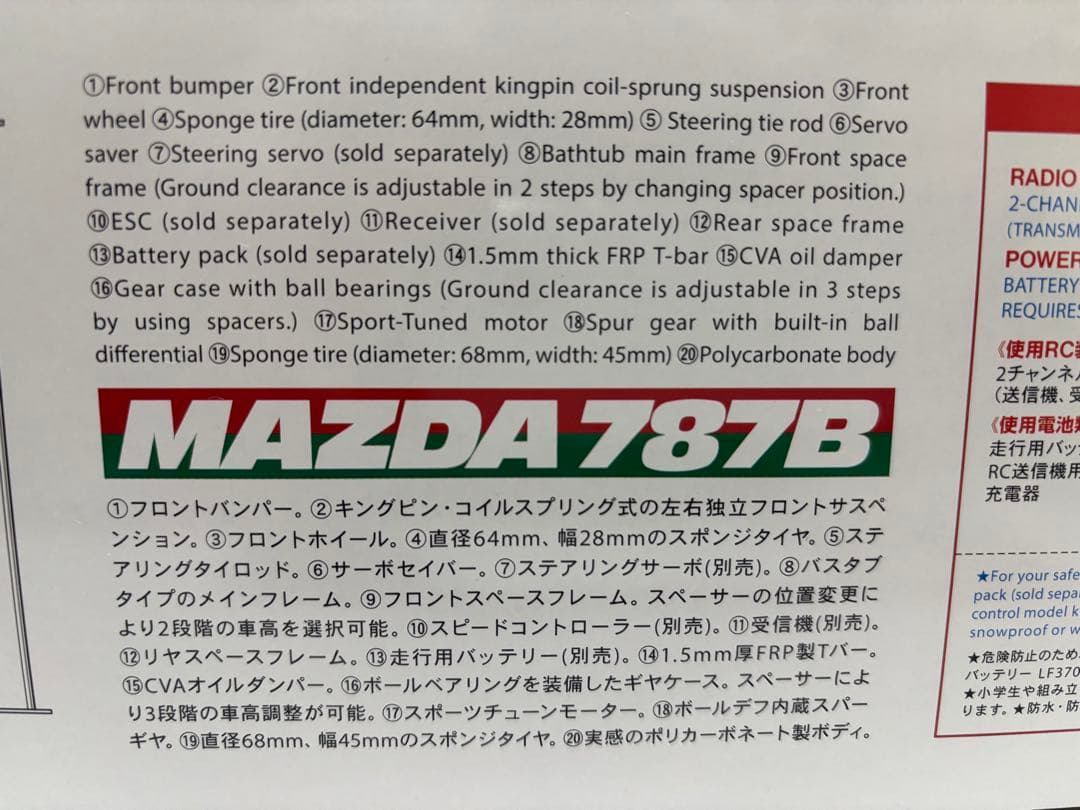 ①Front bumper ②Front independent kingpin coil-sprung suspension ③Front
wheel ④Sponge tire (diameter: 64mm, width: 28mm) ⑤ Steering tie rod ⑥Servo
saver ⑦Steering servo (sold separately) ⑧Bathtub main frame ⑨Front space
frame (Ground clearance is adjustable in 2 steps by changing spacer position.)
⑩ESC (sold separately) ⑪Receiver (sold separately) ⑫Rear space frame
⑬Battery pack (sold separately) ⑭1.5mm thick FRP T-bar ⑮CVA oil damper
⑯Gear case with ball bearings (Ground clearance is adjustable in 3 steps
by using spacers.) ⑰Sport-Tuned motor ⑱Spur gear with built-in ball
differential ⑲Sponge tire (diameter: 68mm, width: 45mm) ⑳Polycarbonate body
MAZDA 787B
①フロントバンパー。②キングピン・コイルスプリング式の左右独立フロントサスペ
ンション。③フロントホイール。④直径64mm、幅28mmのスポンジタイヤ。⑤ステ
アリングタイロッド。⑥サーボセイバー。⑦ステアリングサーボ(別売)。⑧バスタブ
タイプのメインフレーム。⑨フロントスペースフレーム。スペーサーの位置変更に
より2段階の車高を選択可能。⑩スピードコントローラー(別売)。⑪受信機(別売)。
⑫リヤスペースフレーム。⑬走行用バッテリー(別売)。⑭1.5mm厚FRP製Tバー。
⑮CVAオイルダンパー。⑯ボールベアリングを装備したギヤケース。スペーサーによ
り3段階の車高調整が可能。⑰スポーツチューンモーター。⑱ボールデフ内蔵スパー
ギヤ。⑲直径68mm、幅45mmのスポンジタイヤ。⑳実感のポリカーボネート製ボディ。
RADIO
2-CHAN
(TRANSM
POWER
BATTERY
REQUIRES
《使用RC
2チャンネ
（送信機、受
《使用電池
走行用バッ
RC送信機用
充電器
★For your safe
pack (sold sepa
control model k
snowproof or w
★危険防止のため
バッテリー LF370
★小学生や組み立
ります。★防水・防